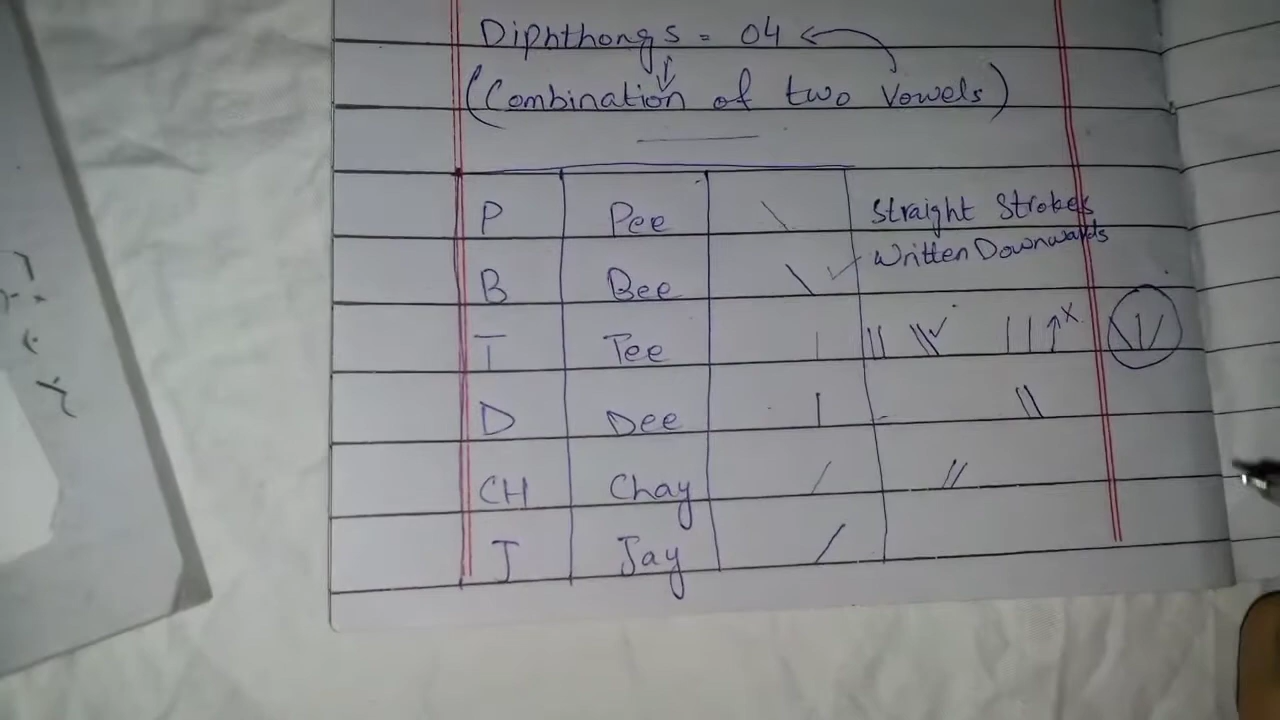 Diphthongs = 04
(Combination of two Vowels)
P Pee \ Straight Strokes
Written Downwards
B Bee \
T Tee |
D Dee |
CH Chay /
J Jay /